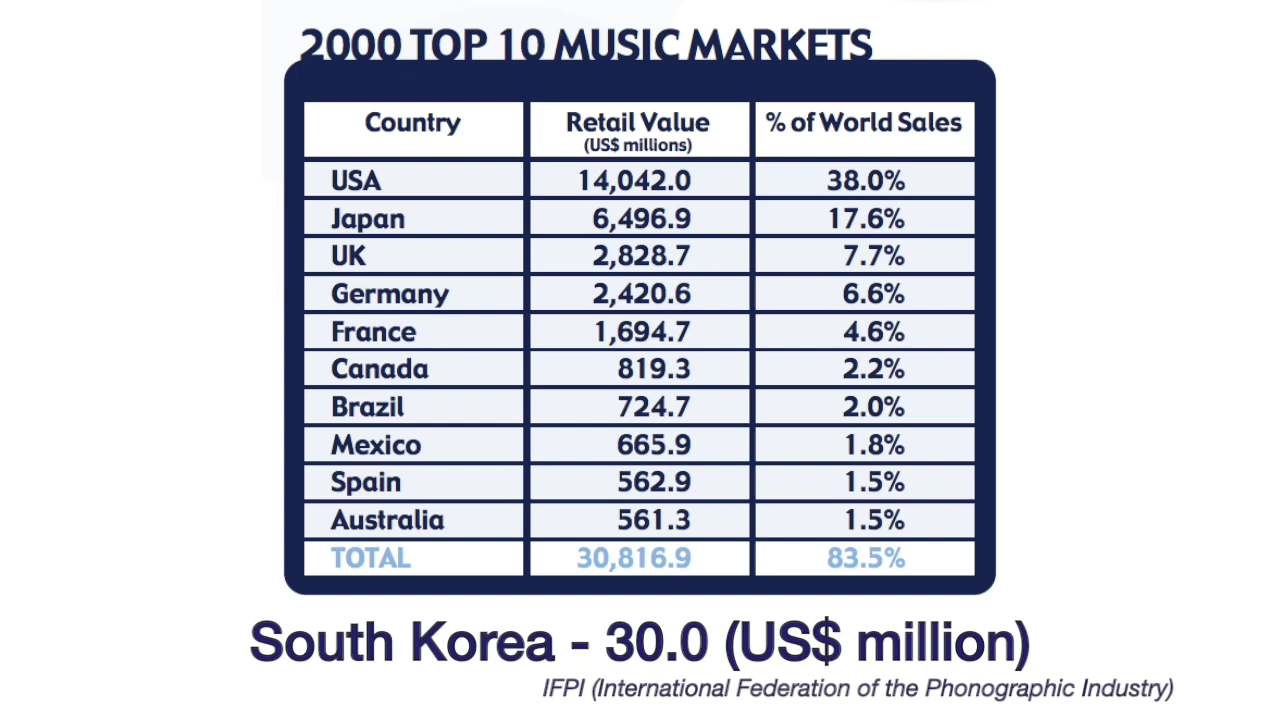 2000 TOP 10 MUSIC MARKETS
Country Retail Value % of World Sales
(US$ millions)
USA 14,042.0 38.0%
Japan 6,496.9 17.6%
UK 2,828.7 7.7%
Germany 2,420.6 6.6%
France 1,694.7 4.6%
Canada 819.3 2.2%
Brazil 724.7 2.0%
Mexico 665.9 1.8%
Spain 562.9 1.5%
Australia 561.3 1.5%
TOTAL 30,816.9 83.5%
South Korea - 30.0 (US$ million)
IFPI (International Federation of the Phonographic Industry)